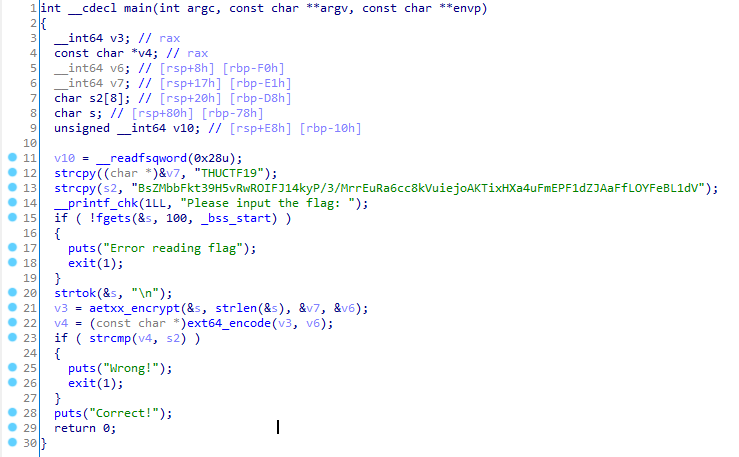 1 int __cdecl main(int argc, const char **argv, const char **envp)
2 {
3 __int64 v3; // rax
4 const char *v4; // rax
5 __int64 v6; // [rsp+8h] [rbp-F0h]
6 __int64 v7; // [rsp+17h] [rbp-E1h]
7 char s2[8]; // [rsp+20h] [rbp-D8h]
8 char s; // [rsp+80h] [rbp-78h]
9 unsigned __int64 v10; // [rsp+E8h] [rbp-10h]
10
11 v10 = __readfsqword(0x28u);
12 strcpy((char *)&v7, "THUCTF19");
13 strcpy(s2, "BsZMbbFkt39H5vRwROIFJ14kyP/3/MrrEuRa6cc8kVuiejoAKTixHXa4uFmEPF1dZJAaFfLOYFeBL1dV");
14 __printf_chk(1LL, "Please input the flag: ");
15 if ( !fgets(&s, 100, _bss_start) )
16 {
17 puts("Error reading flag");
18 exit(1);
19 }
20 strtok(&s, "\n");
21 v3 = aetxx_encrypt(&s, strlen(&s), &v7, &v6);
22 v4 = (const char *)ext64_encode(v3, v6);
23 if ( strcmp(v4, s2) )
24 {
25 puts("Wrong!");
26 exit(1);
27 }
28 puts("Correct!");
29 return 0;
30 }